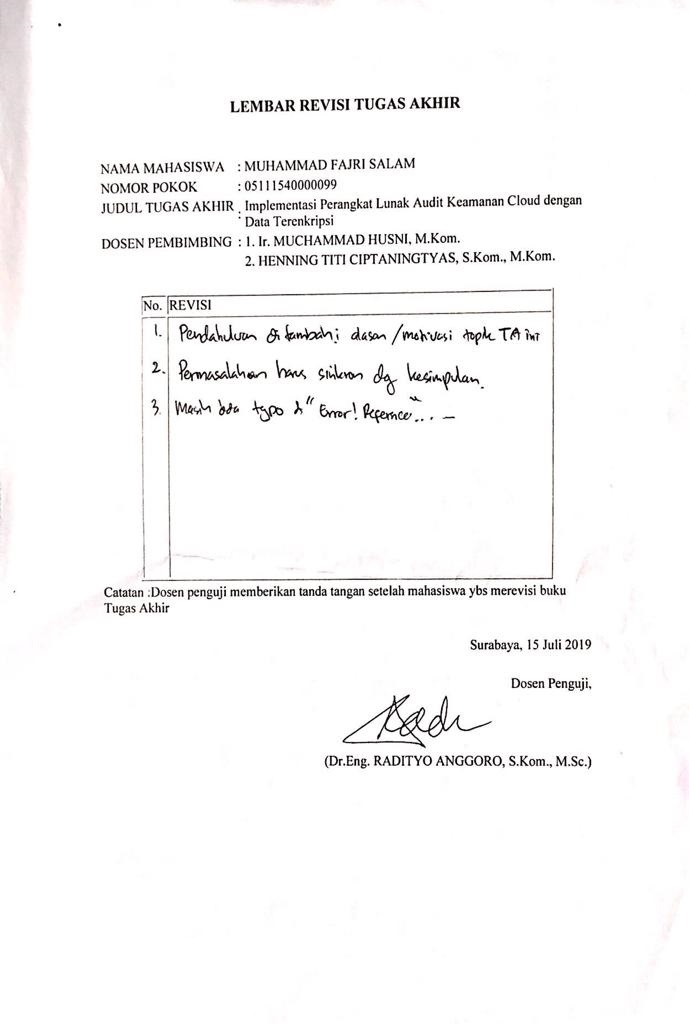 LEMBAR REVISI TUGAS AKHIR
NAMA MAHASISWA : MUHAMMAD FAJRI SALAM
NOMOR POKOK : 05111540000099
JUDUL TUGAS AKHIR : Implementasi Perangkat Lunak Audit Keamanan Cloud dengan
Data Terenkripsi
DOSEN PEMBIMBING : 1. Ir. MUCHAMMAD HUSNI, M.Kom.
2. HENNING TITI CIPTANINGTYAS, S.Kom., M.Kom.
No. REVISI
1. Pendahuluan ditambahi alasan / motivasi topik TA ini
2. Permasalahan harus sinkron dg kesimpulan.
3. Masih ada typo di "Error! Refernce"...
Catatan :Dosen penguji memberikan tanda tangan setelah mahasiswa ybs merevisi buku
Tugas Akhir
Surabaya, 15 Juli 2019
Dosen Penguji,
(Dr.Eng. RADITYO ANGGORO, S.Kom., M.Sc.)